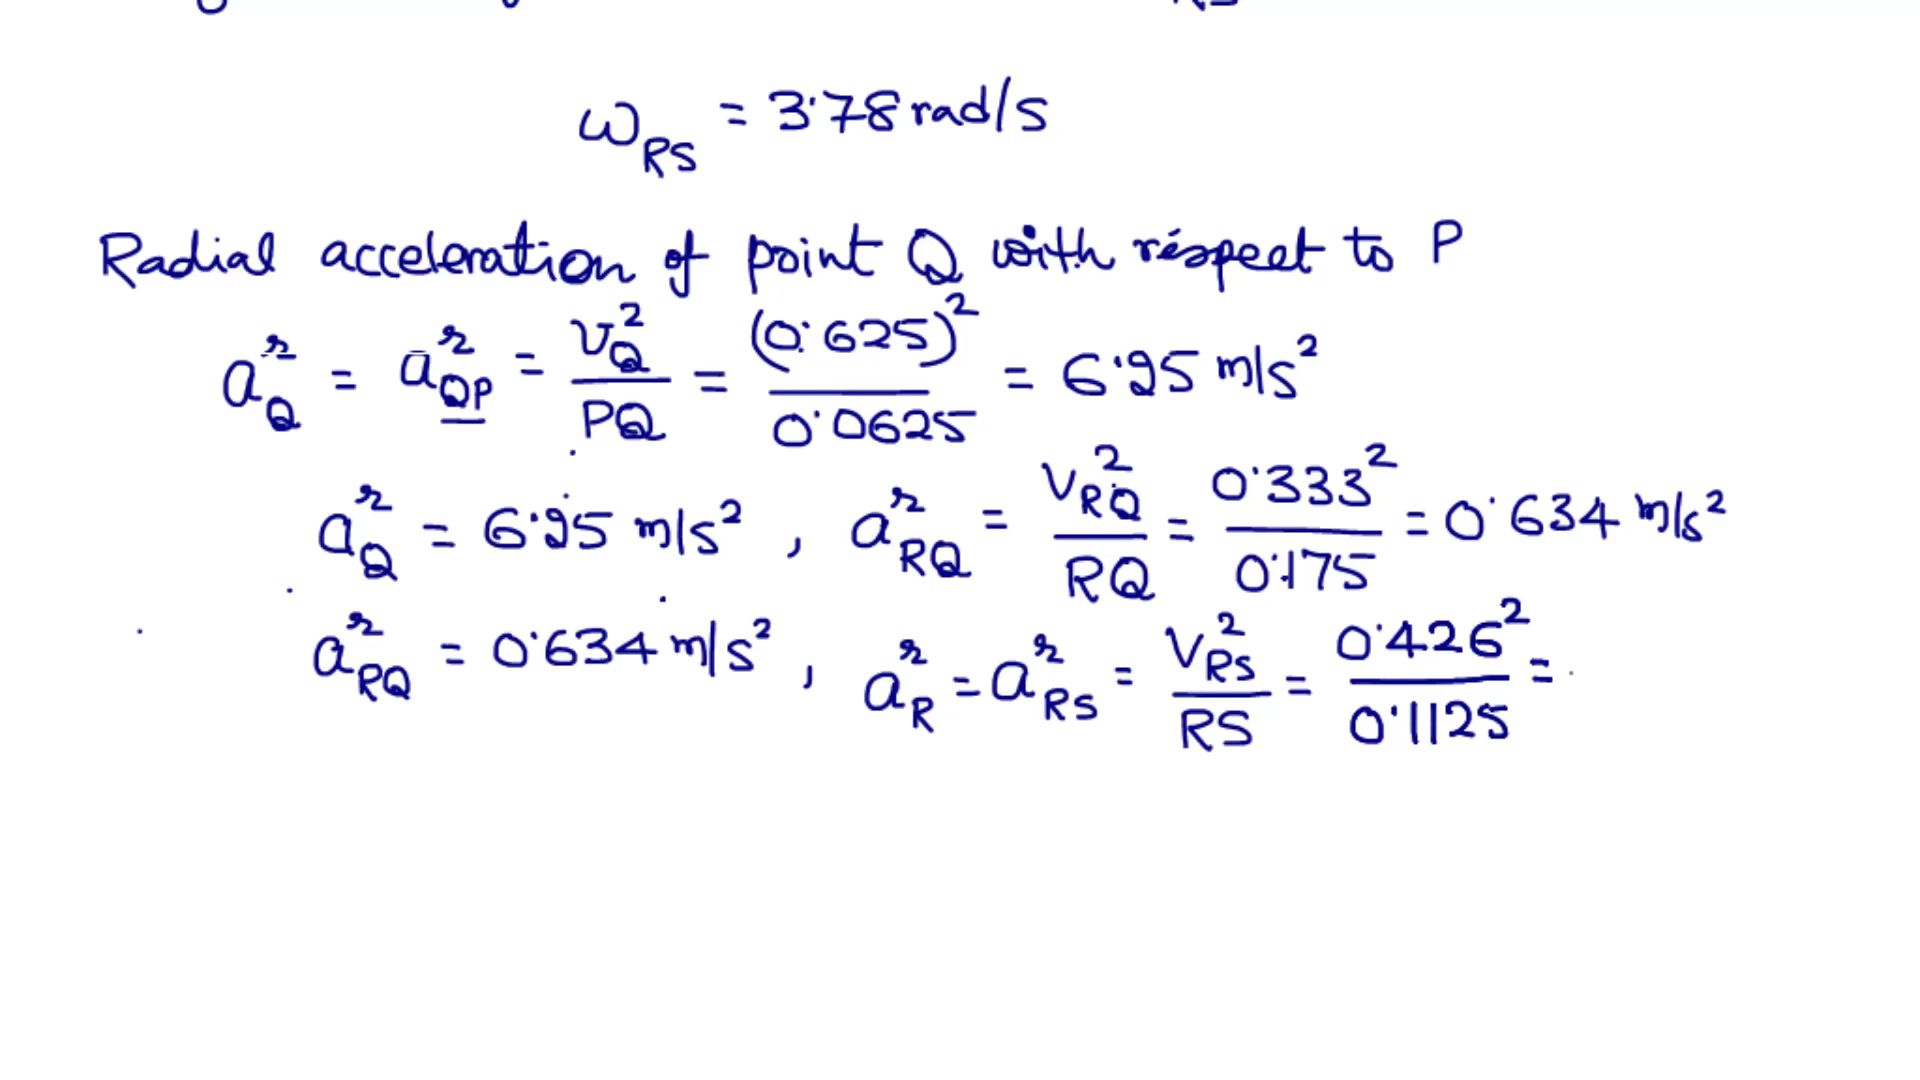 RS
ω_RS = 3.78 rad/s
Radial acceleration of point Q with respect to P
a^r_Q = a^r_QP = V_Q^2 / PQ = (0.625)^2 / 0.0625 = 6.25 m/s^2
a^r_Q = 6.25 m/s^2, a^r_RQ = V_RQ^2 / RQ = 0.333^2 / 0.175 = 0.634 m/s^2
a^r_RQ = 0.634 m/s^2, a^r_R = a^r_RS = V_RS^2 / RS = 0.426^2 / 0.1125 =